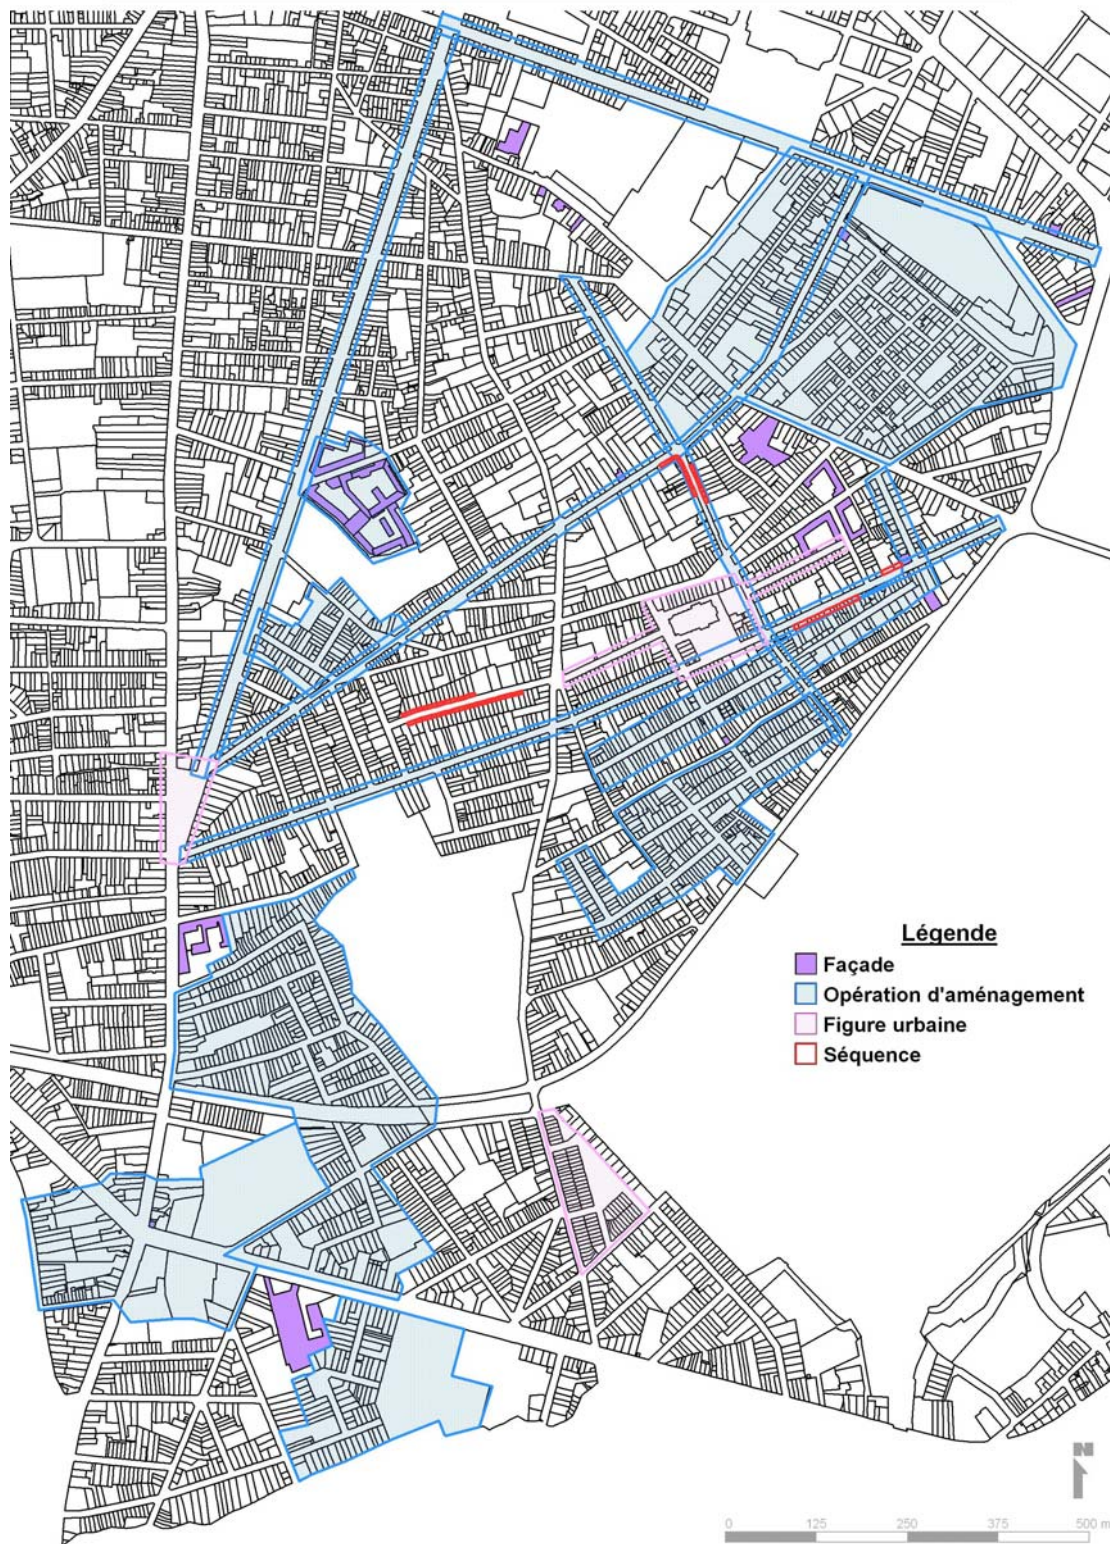 Légende
Façade
Opération d'aménagement
Figure urbaine
Séquence
N
0 125 250 375 500 m